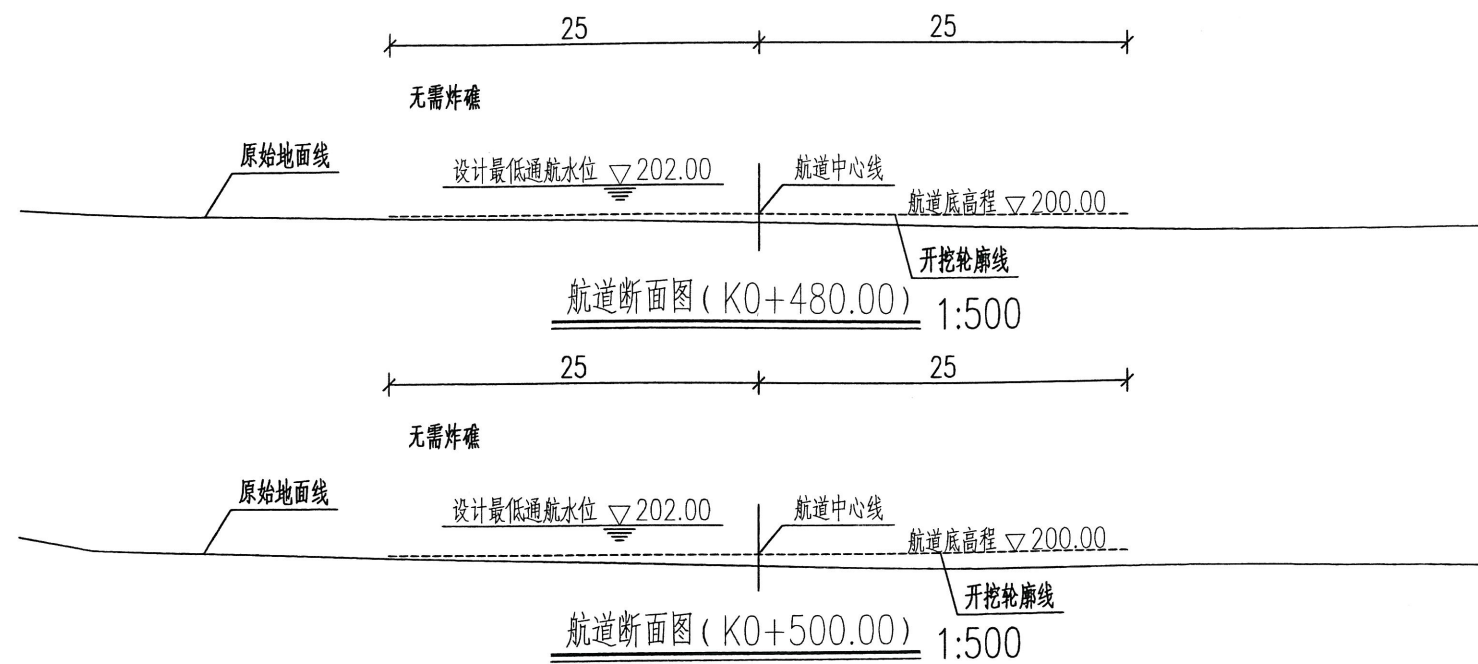 25 25
无需炸礁
原始地面线
设计最低通航水位 ▽202.00
航道中心线
航道底高程 ▽200.00
开挖轮廓线
航道断面图(K0+480.00) 1:500
25 25
无需炸礁
原始地面线
设计最低通航水位 ▽202.00
航道中心线
航道底高程 ▽200.00
开挖轮廓线
航道断面图(K0+500.00) 1:500